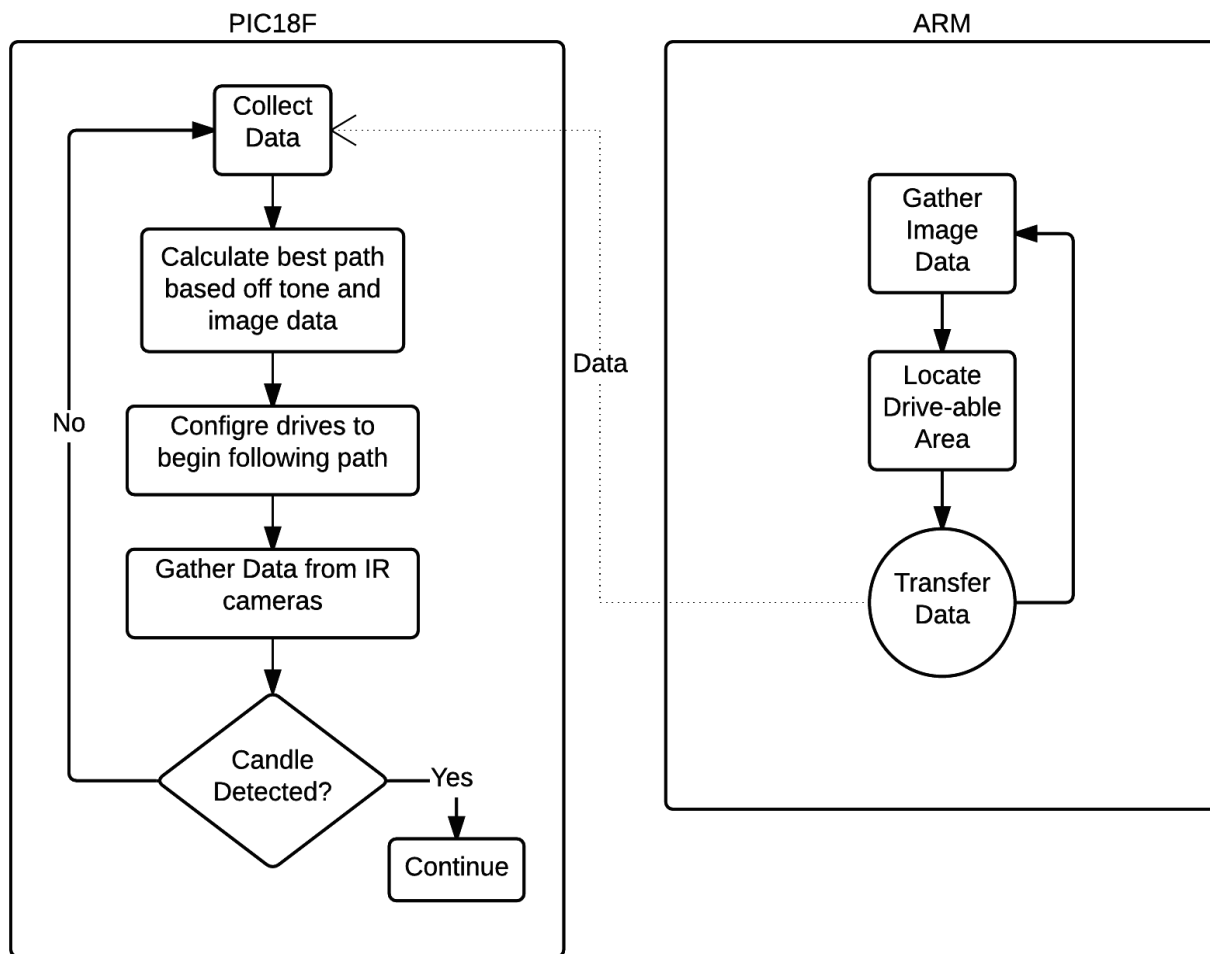 PIC18F
Collect
Data
Calculate best path
based off tone and
image data
Configre drives to
begin following path
Gather Data from IR
cameras
Candle
Detected?
No
Yes
Continue
Data
ARM
Gather
Image
Data
Locate
Drive-able
Area
Transfer
Data